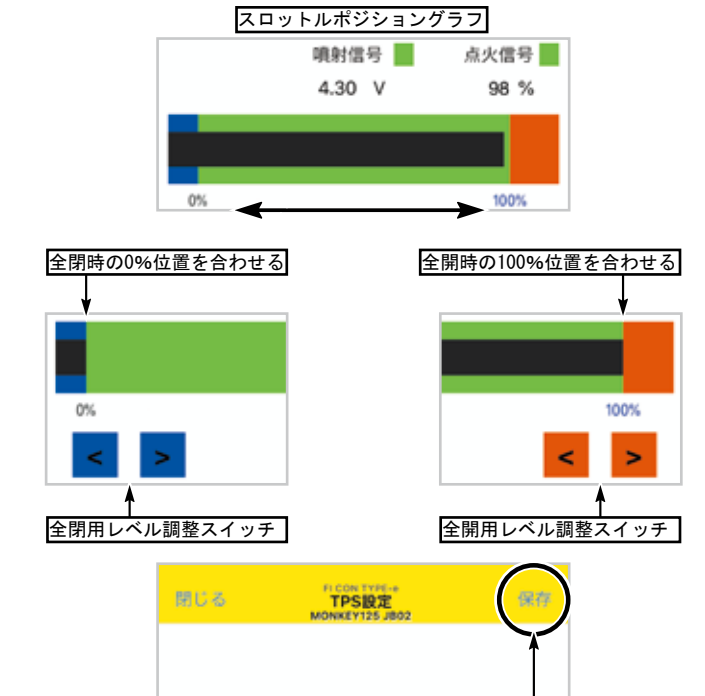 スロットルポジショングラフ
噴射信号 点火信号
4.30 V 98 %
0% 100%
全閉時の0%位置を合わせる 全開時の100%位置を合わせる
0% 100%
< > < >
全閉用レベル調整スイッチ 全開用レベル調整スイッチ
FI CON TYPE-e
閉じる TPS設定 保存
MONKEY125 JB02